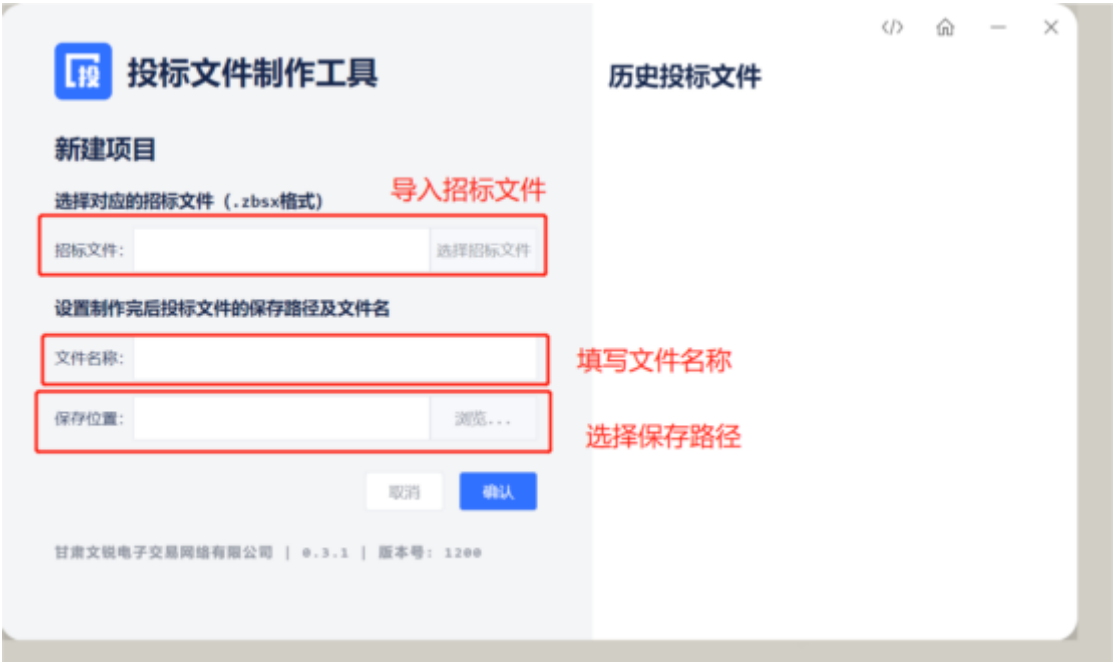 投
投标文件制作工具
历史投标文件
新建项目
导入招标文件
选择对应的招标文件（.zbsx格式）
招标文件：
选择招标文件
设置制作完后投标文件的保存路径及文件名
文件名称：
填写文件名称
保存位置：
浏览...
选择保存路径
取消
确认
甘肃文锐电子交易网络有限公司 | 0.3.1 | 版本号: 1200